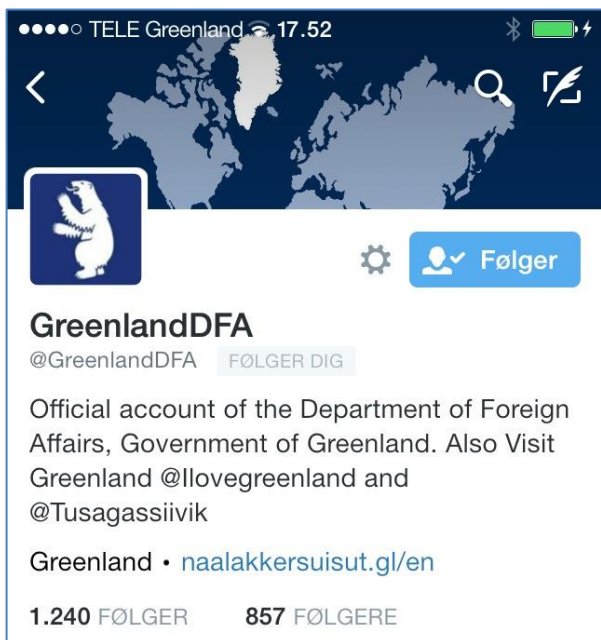 TELE Greenland 17.52
Følger
GreenlandDFA
@GreenlandDFA FØLGER DIG
Official account of the Department of Foreign
Affairs, Government of Greenland. Also Visit
Greenland @Ilovegreenland and
@Tusagassiivik
Greenland • naalakkersuisut.gl/en
1.240 FØLGER 857 FØLGERE